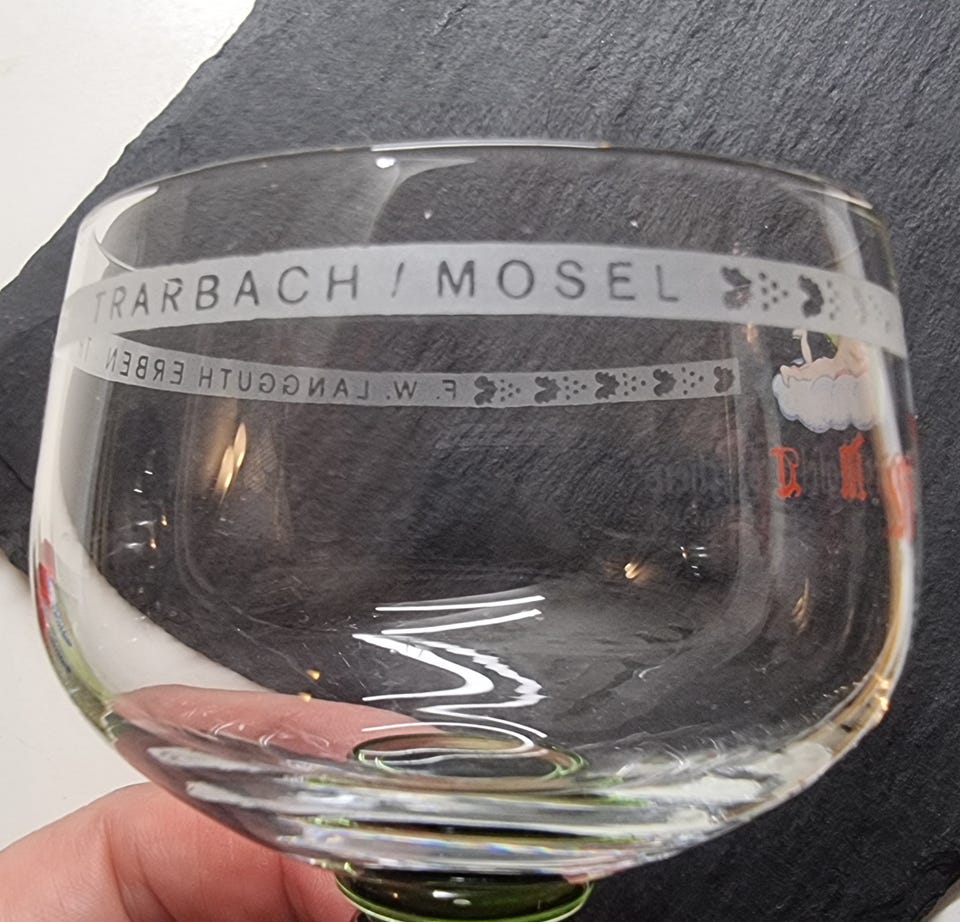 TRARBACH / MOSEL
F. W. LANGGUTH ERBEN